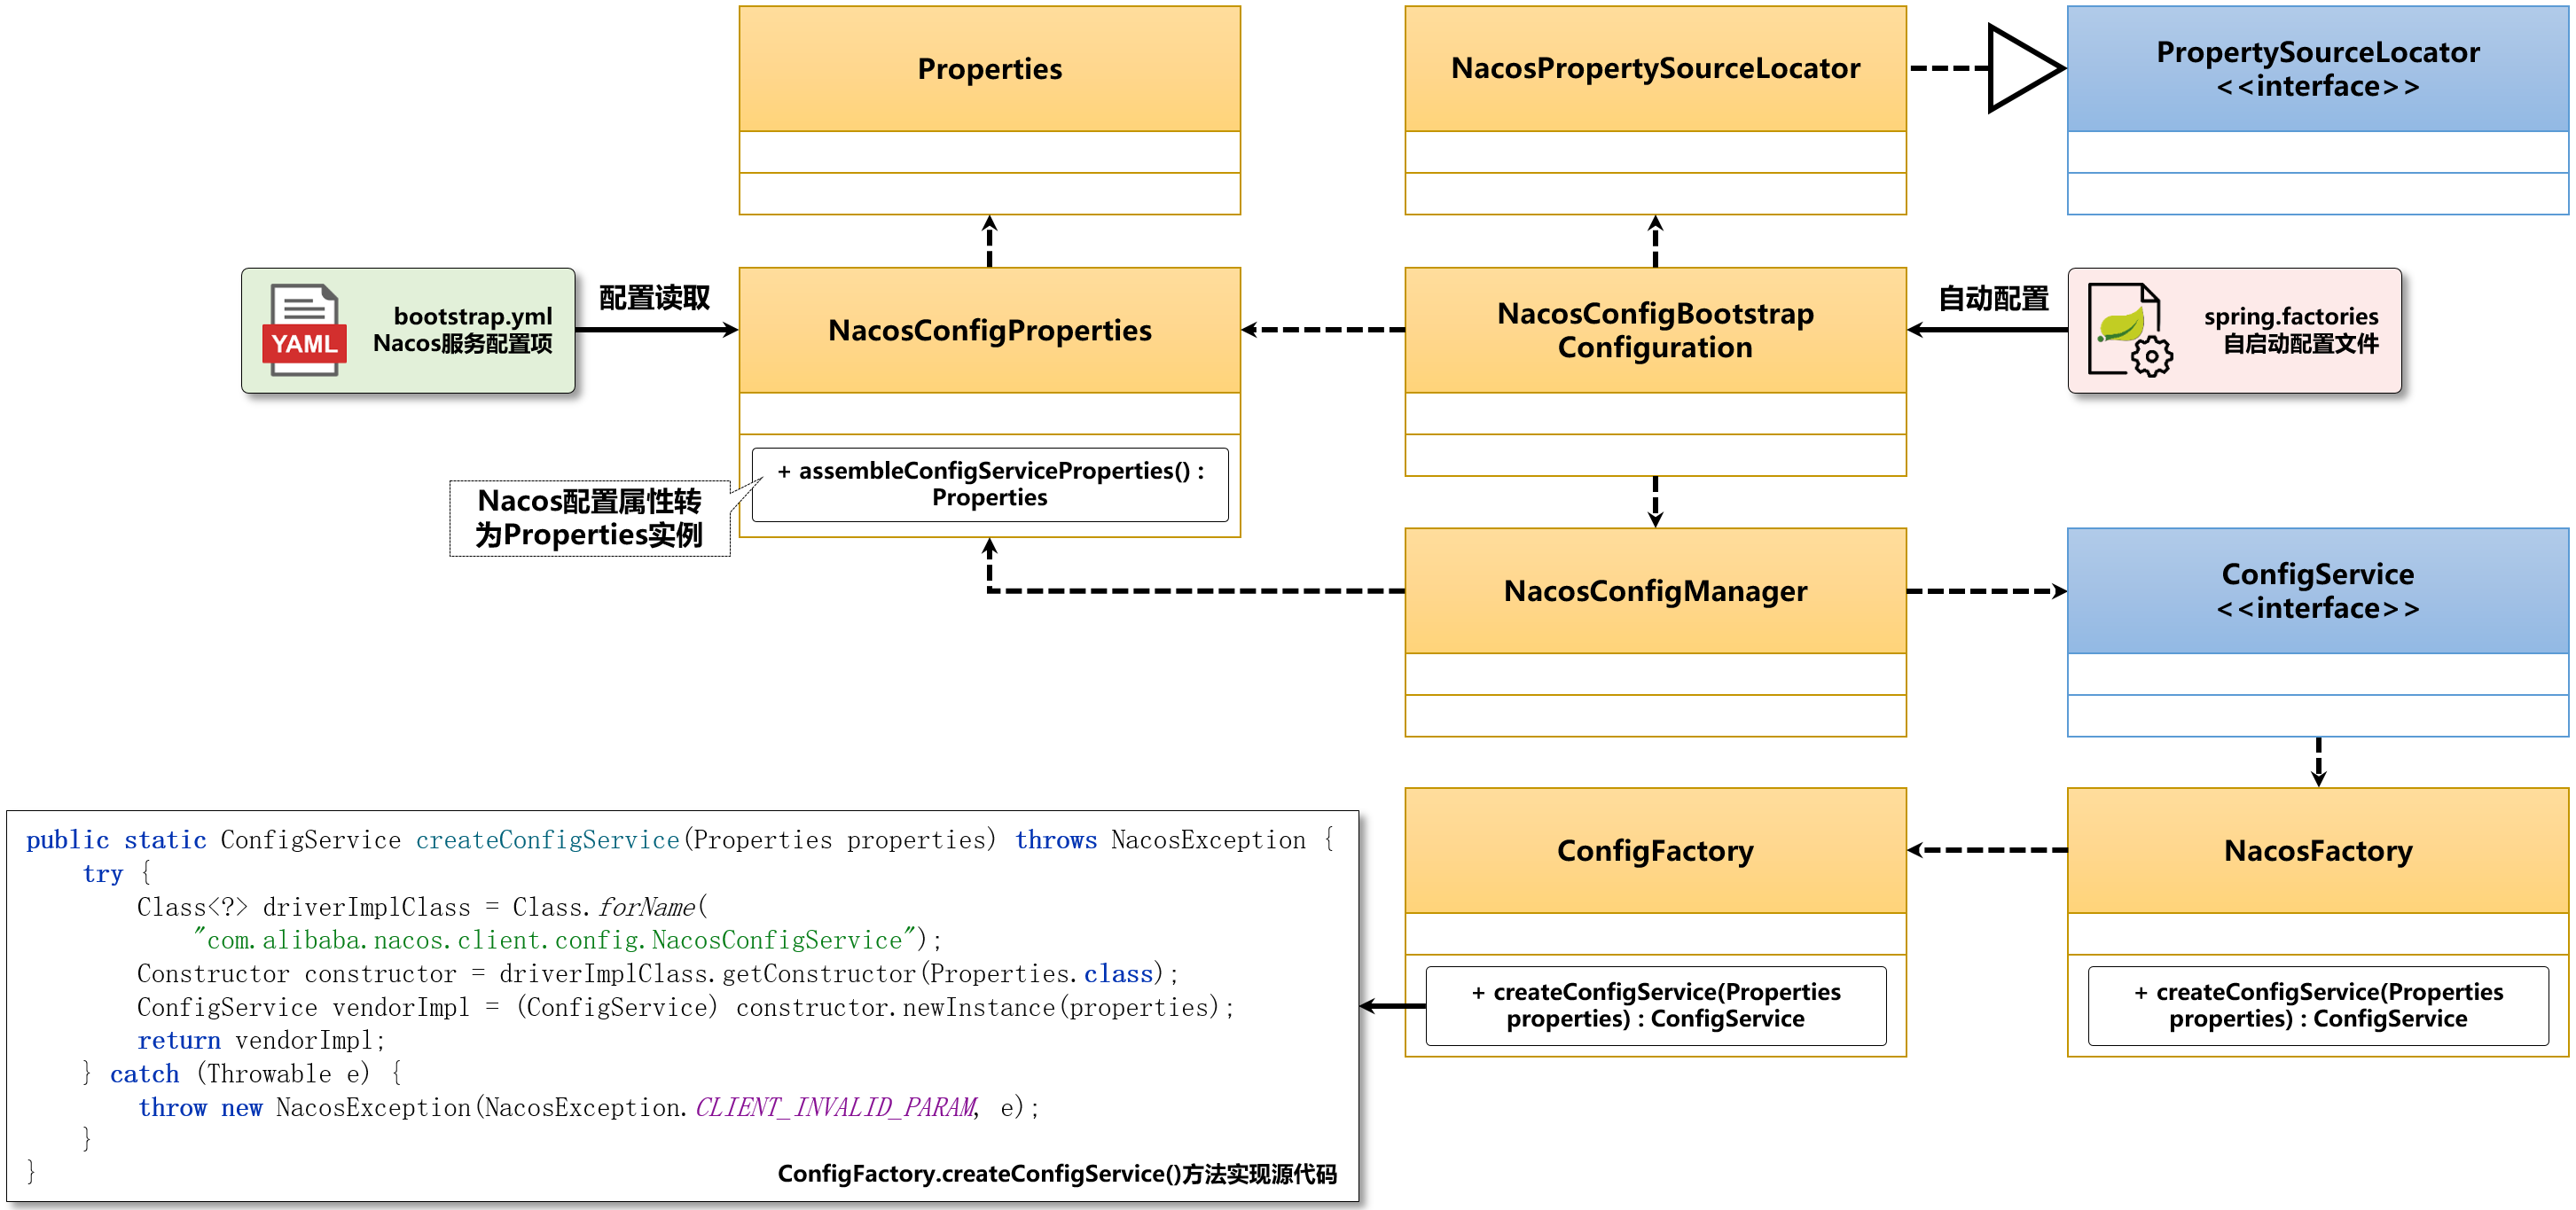 Properties
NacosPropertySourceLocator
PropertySourceLocator
<<interface>>
YAML
bootstrap.yml
Nacos服务配置项
配置读取
NacosConfigProperties
NacosConfigBootstrap
Configuration
自动配置
spring.factories
自启动配置文件
+ assembleConfigServiceProperties() :
Properties
Nacos配置属性转
为Properties实例
NacosConfigManager
ConfigService
<<interface>>
ConfigFactory
NacosFactory
+ createConfigService(Properties
properties) : ConfigService
+ createConfigService(Properties
properties) : ConfigService
public static ConfigService createConfigService(Properties properties) throws NacosException {
    try {
        Class<?> driverImplClass = Class.forName(
            "com.alibaba.nacos.client.config.NacosConfigService");
        Constructor constructor = driverImplClass.getConstructor(Properties.class);
        ConfigService vendorImpl = (ConfigService) constructor.newInstance(properties);
        return vendorImpl;
    } catch (Throwable e) {
        throw new NacosException(NacosException.CLIENT_INVALID_PARAM, e);
    }
}
ConfigFactory.createConfigService()方法实现源代码